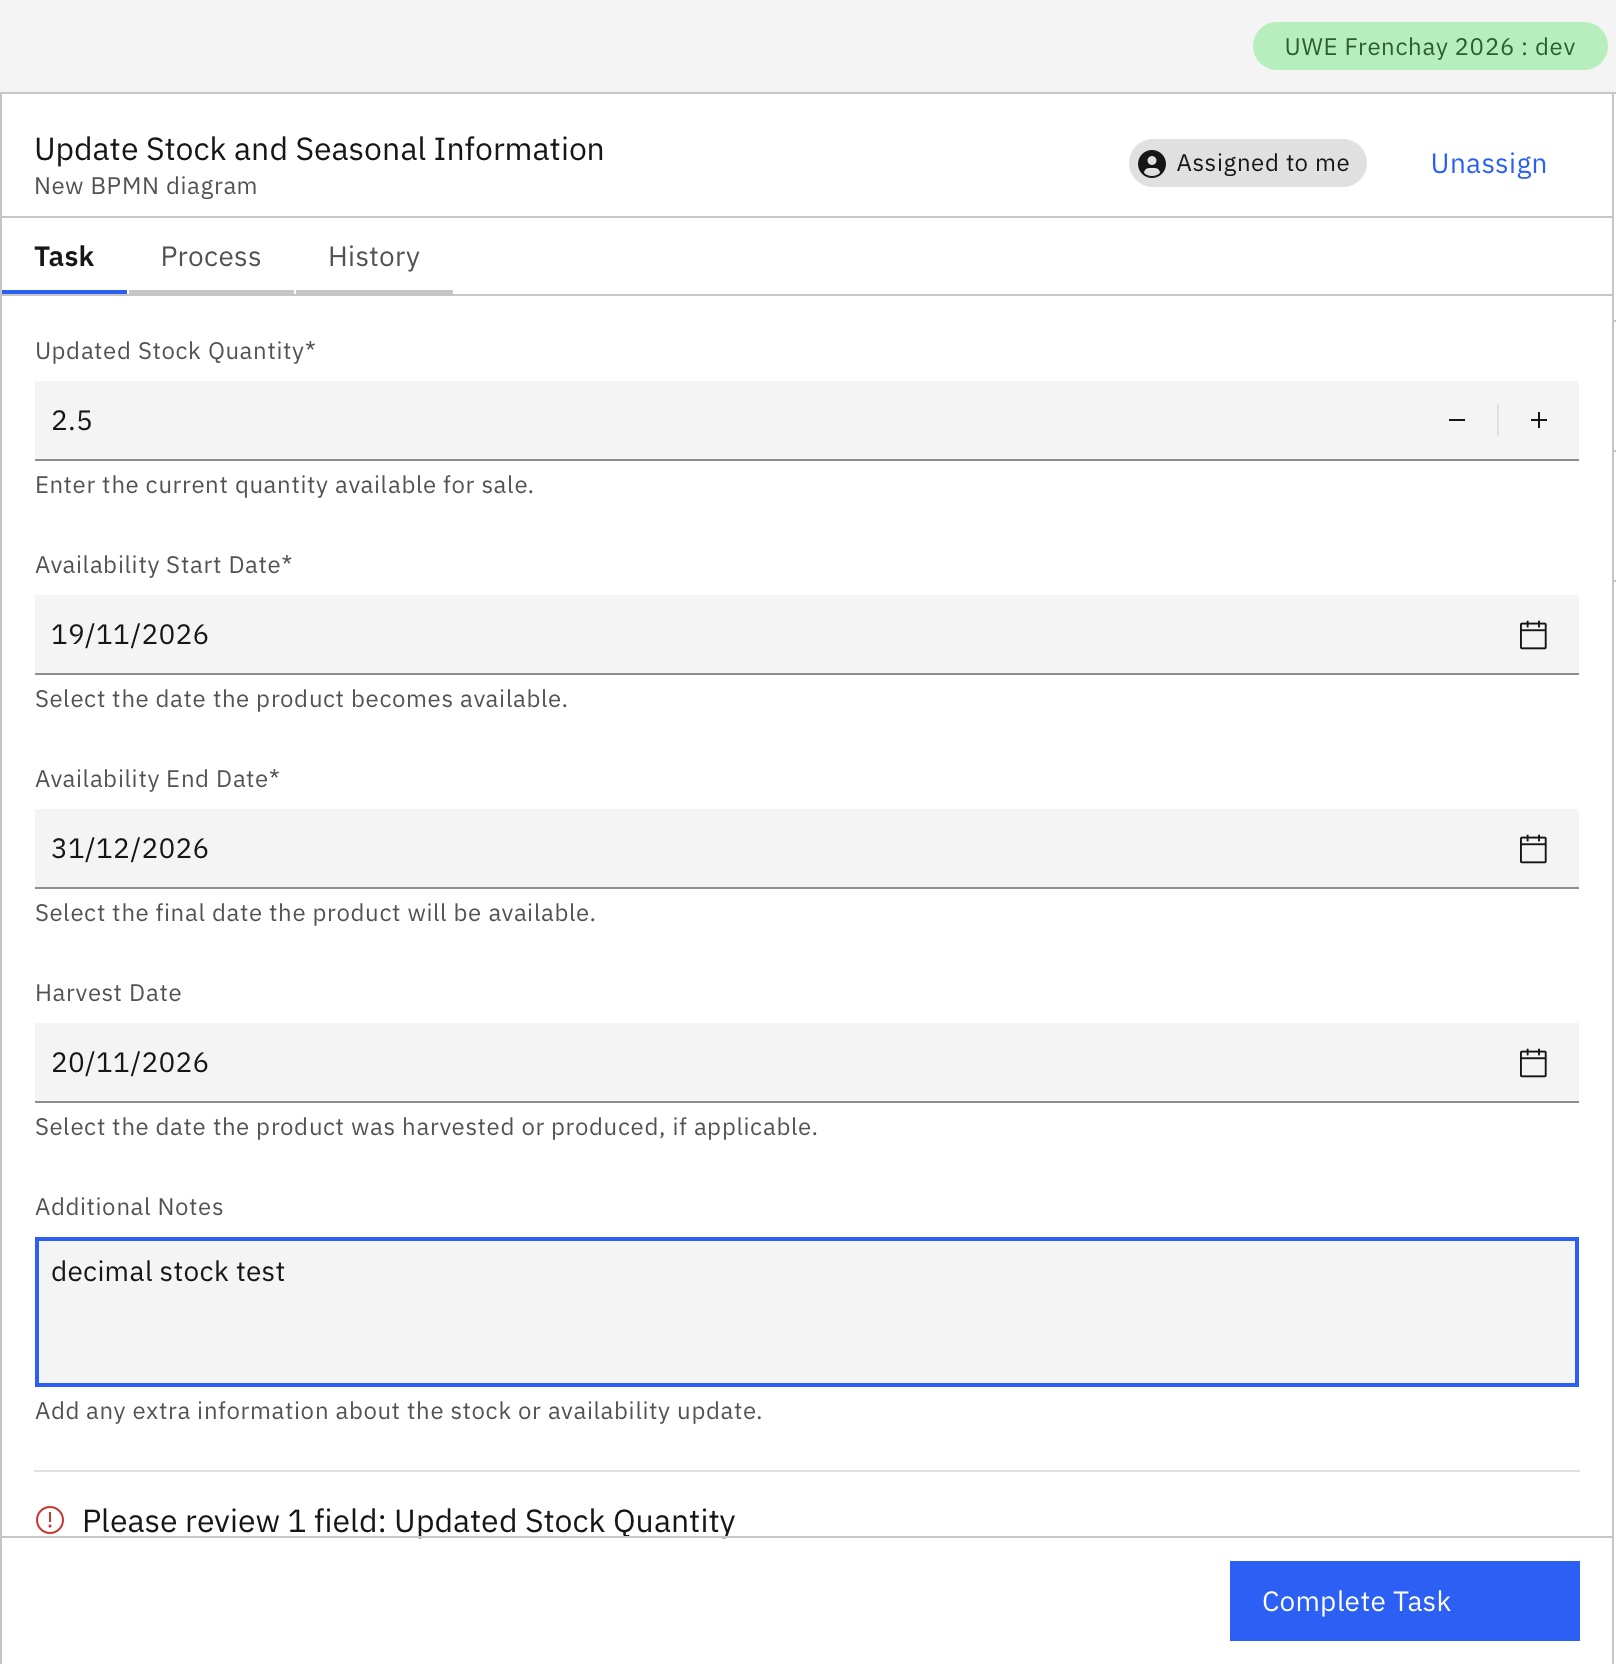 UWE Frenchay 2026 : dev
Update Stock and Seasonal Information
New BPMN diagram
Assigned to me
Unassign
Task
Process
History
Updated Stock Quantity*
2.5
Enter the current quantity available for sale.
Availability Start Date*
19/11/2026
Select the date the product becomes available.
Availability End Date*
31/12/2026
Select the final date the product will be available.
Harvest Date
20/11/2026
Select the date the product was harvested or produced, if applicable.
Additional Notes
decimal stock test
Add any extra information about the stock or availability update.
Please review 1 field: Updated Stock Quantity
Complete Task